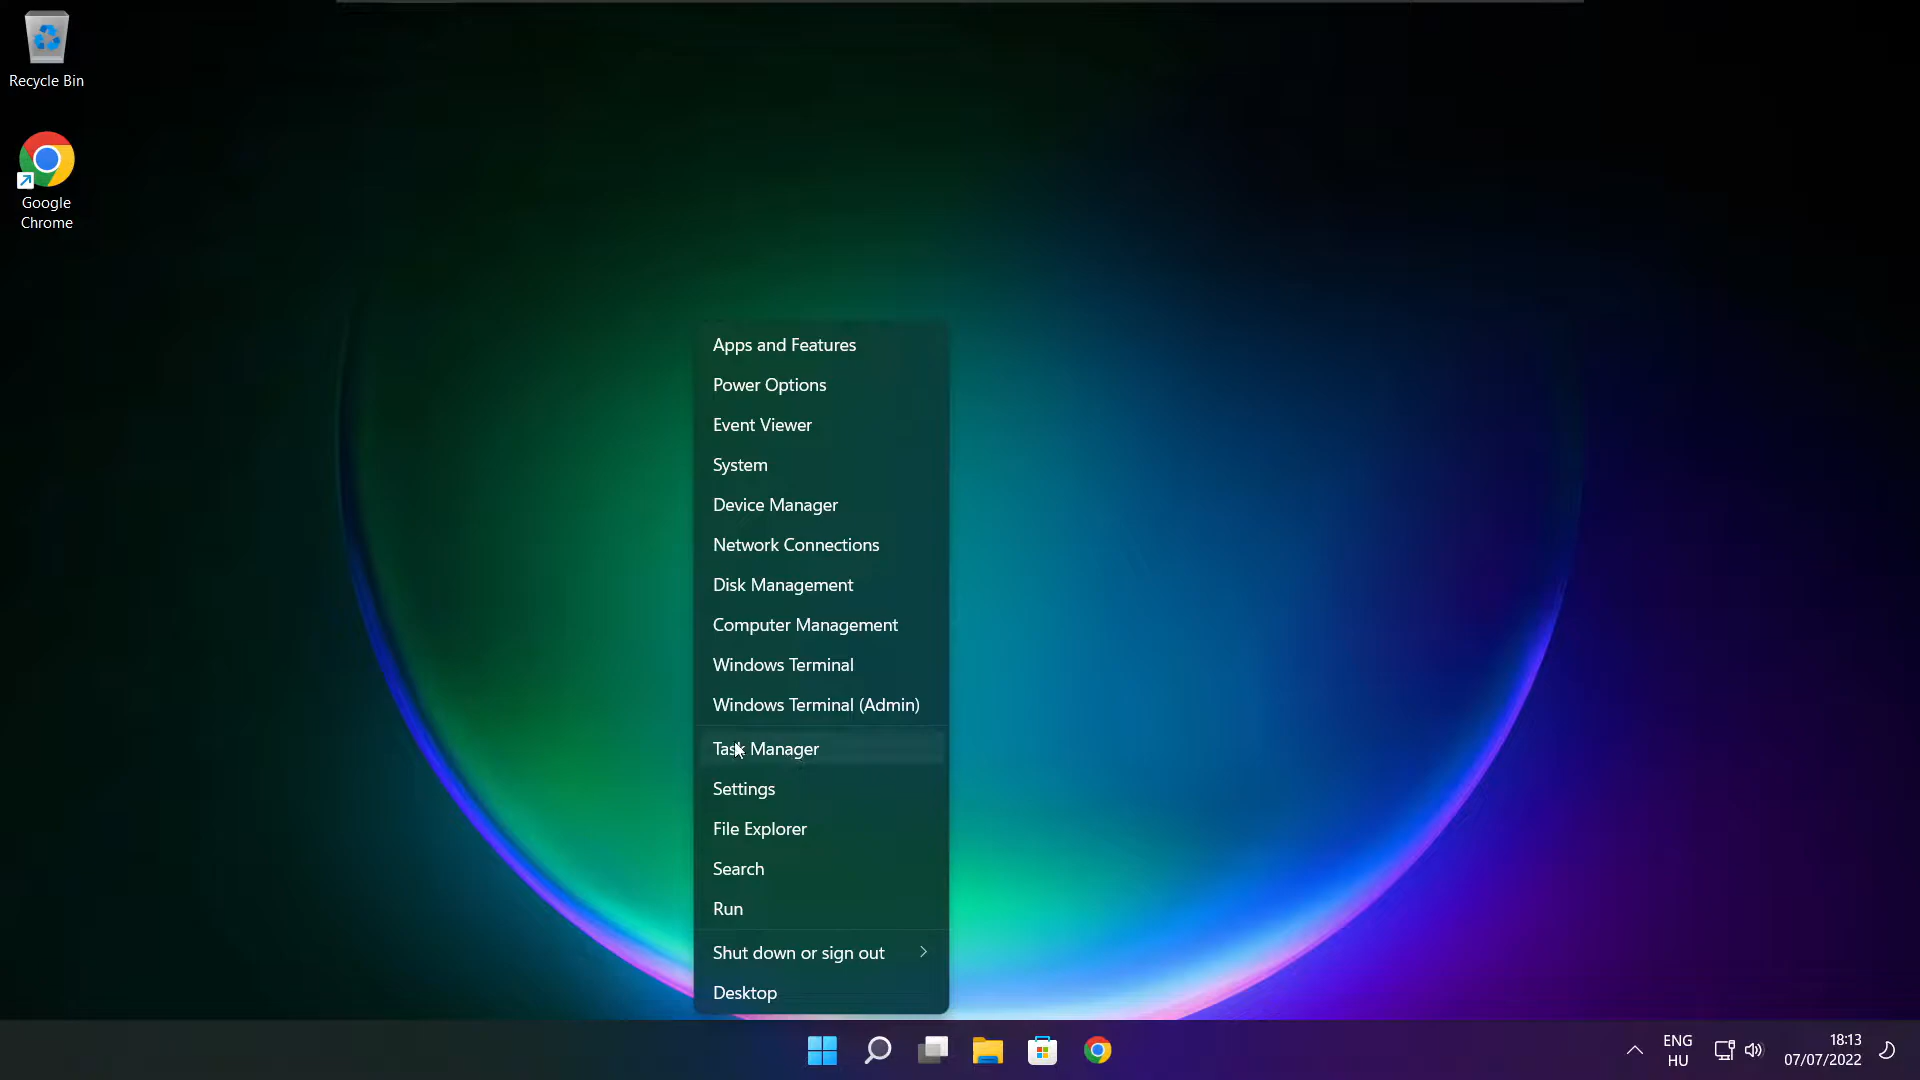 Recycle Bin
Google
Chrome
Apps and Features
Power Options
Event Viewer
System
Device Manager
Network Connections
Disk Management
Computer Management
Windows Terminal
Windows Terminal (Admin)
Task Manager
Settings
File Explorer
Search
Run
Shut down or sign out
Desktop
ENG
HU
18:13
07/07/2022